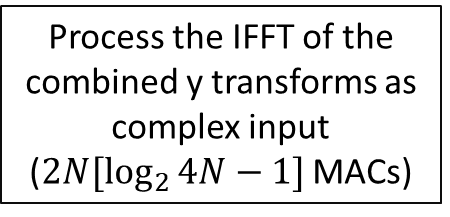 Process the IFFT of the
combined y transforms as
complex input
(2N[log₂ 4N − 1] MACs)